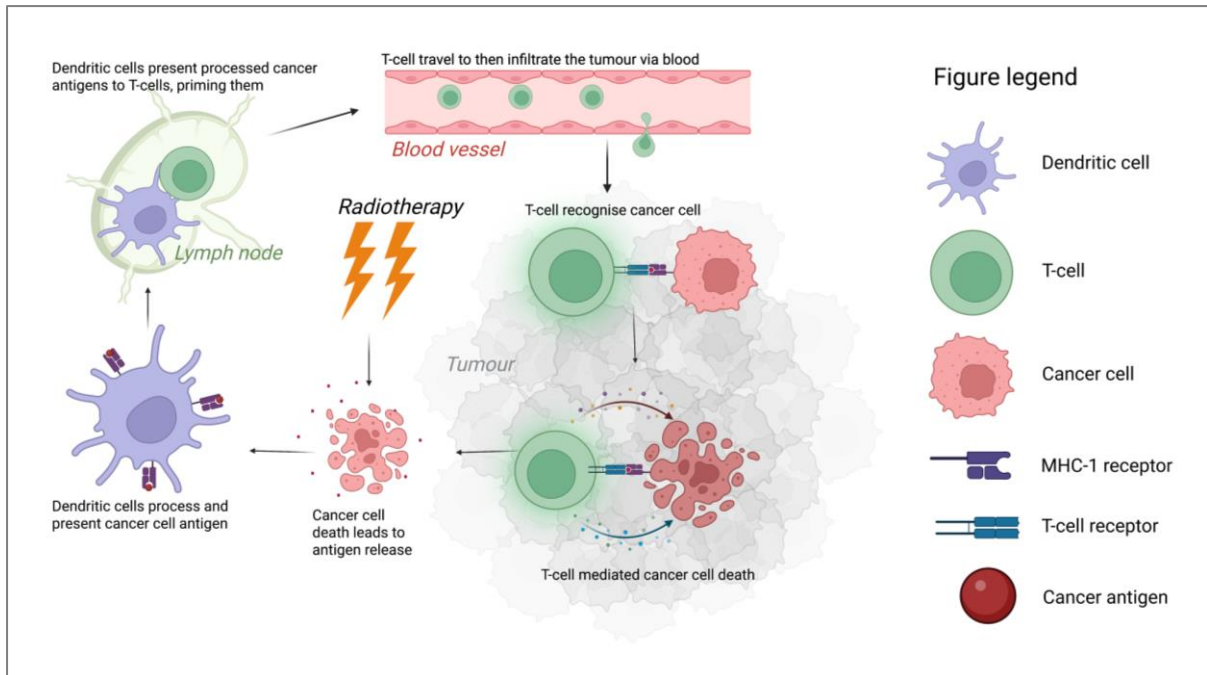 Dendritic cells present processed cancer
antigens to T-cells, priming them
Lymph node
T-cell travel to then infiltrate the tumour via blood
Blood vessel
Radiotherapy
T-cell recognise cancer cell
Tumour
T-cell mediated cancer cell death
Cancer cell
death leads to
antigen release
Dendritic cells process and
present cancer cell antigen
Figure legend
Dendritic cell
T-cell
Cancer cell
MHC-1 receptor
T-cell receptor
Cancer antigen